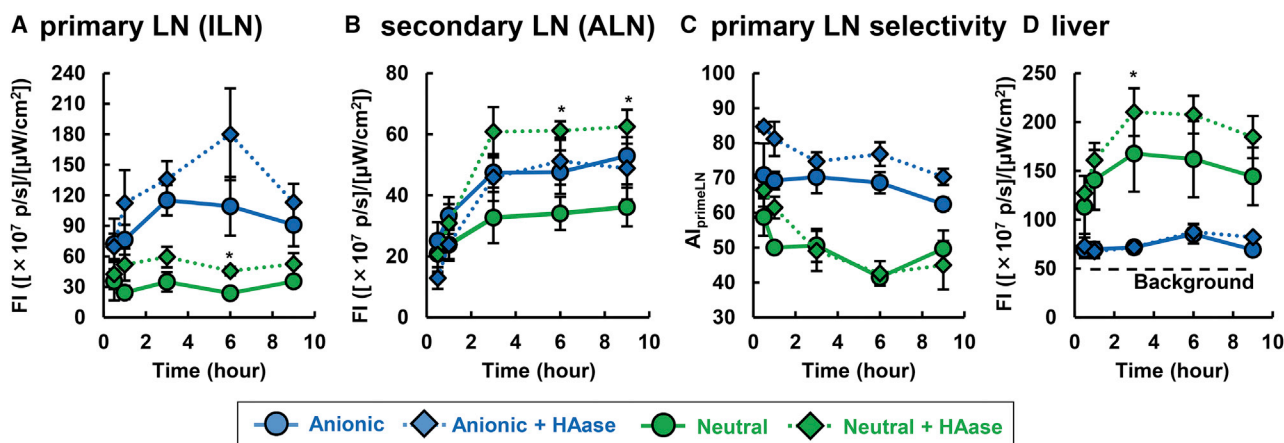 A primary LN (ILN)
FI ([ × 10⁷ p/s]/[µW/cm²])
240
210
180
150
120
90
60
30
0
*
0 2 4 6 8 10
Time (hour)
B secondary LN (ALN)
FI ([ × 10⁷ p/s]/[µW/cm²])
80
60
40
20
0
* *
0 2 4 6 8 10
Time (hour)
C primary LN selectivity
AIprimeLN
100
90
80
70
60
50
40
30
0 2 4 6 8 10
Time (hour)
D liver
FI ([ × 10⁷ p/s]/[µW/cm²])
250
200
150
100
50
0
*
Background
0 2 4 6 8 10
Time (hour)
Anionic Anionic + HAase Neutral Neutral + HAase